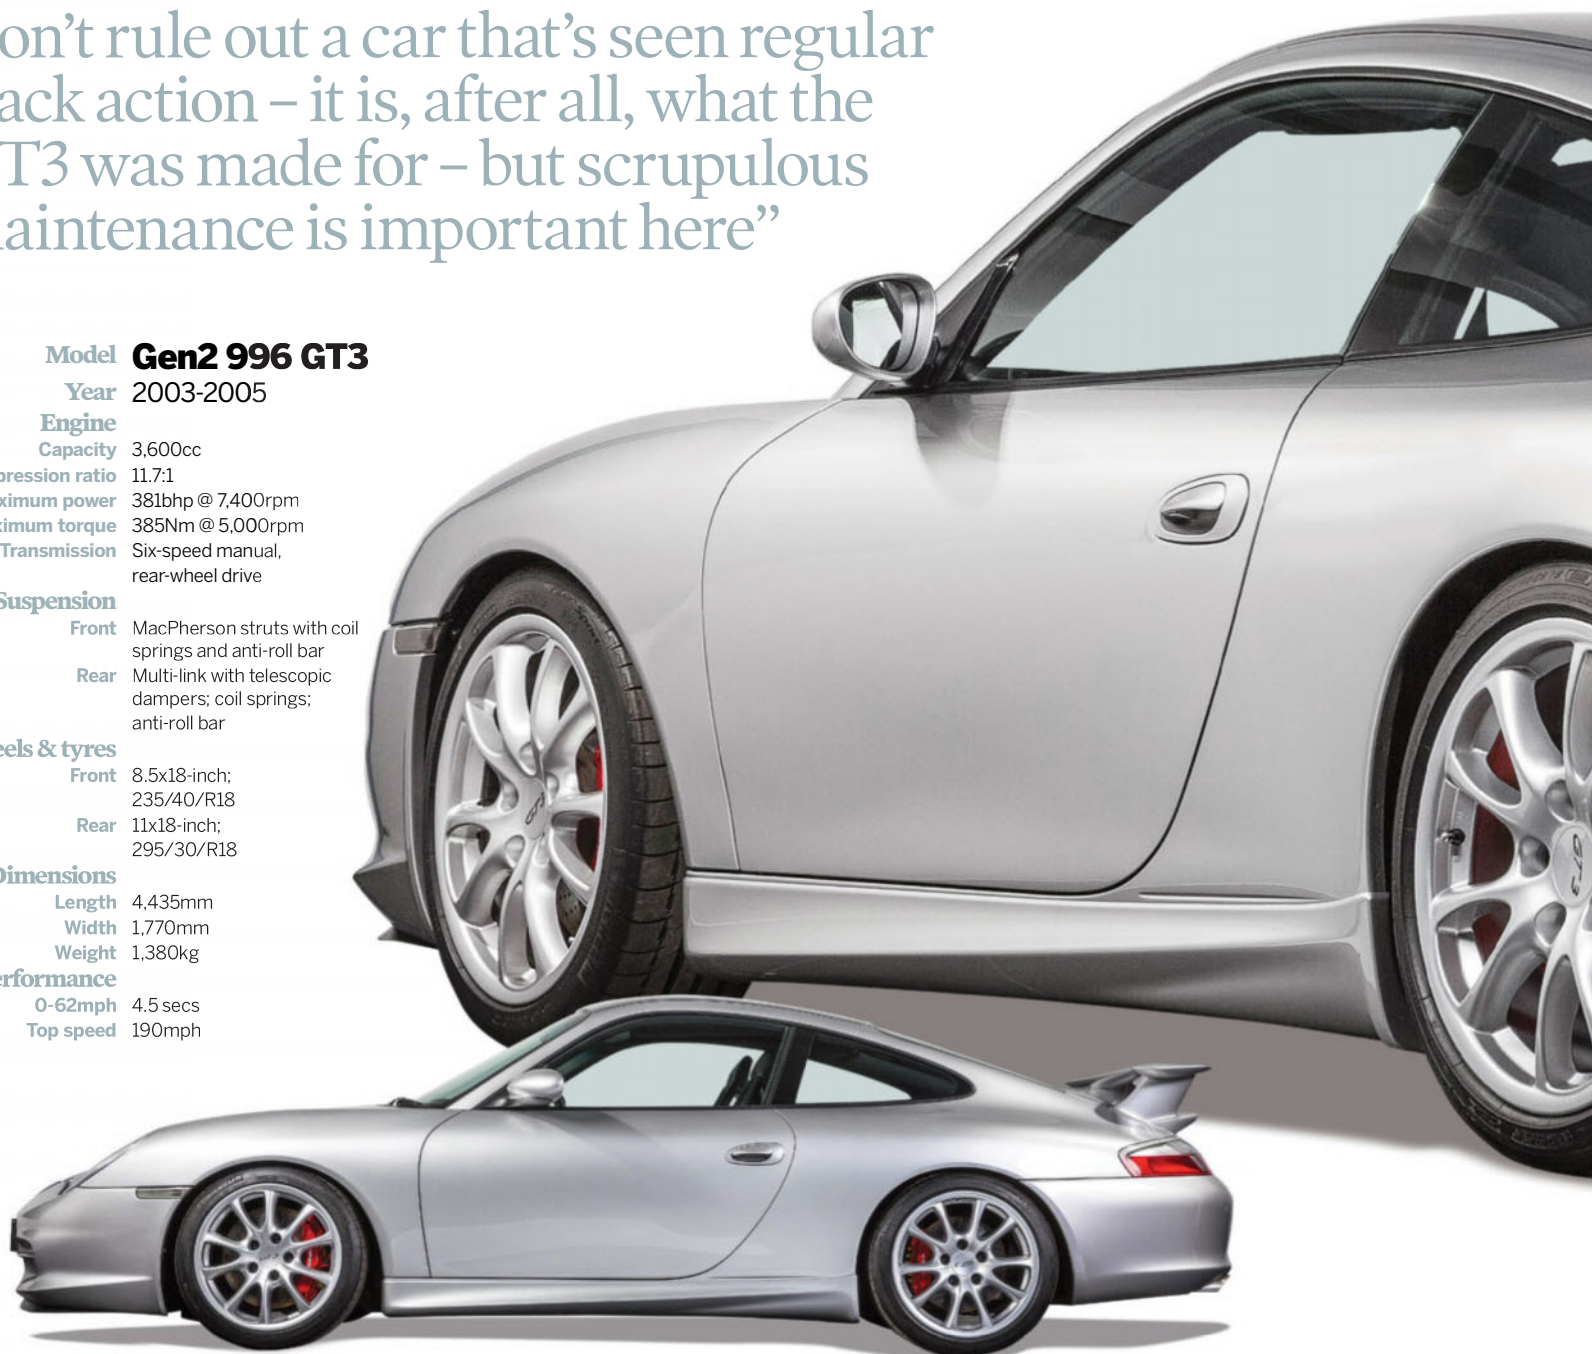 on’t rule out a car that’s seen regular
ack action – it is, after all, what the
T3 was made for – but scrupulous
aintenance is important here”
Model Gen2 996 GT3
Year 2003-2005
Engine
Capacity 3,600cc
pression ratio 11.7:1
ximum power 381bhp @ 7,400rpm
ximum torque 385Nm @ 5,000rpm
Transmission Six-speed manual,
rear-wheel drive
Suspension
Front MacPherson struts with coil
springs and anti-roll bar
Rear Multi-link with telescopic
dampers; coil springs;
anti-roll bar
eels & tyres
Front 8.5x18-inch;
235/40/R18
Rear 11x18-inch;
295/30/R18
Dimensions
Length 4,435mm
Width 1,770mm
Weight 1,380kg
erformance
0-62mph 4.5 secs
Top speed 190mph
GT3
GT3